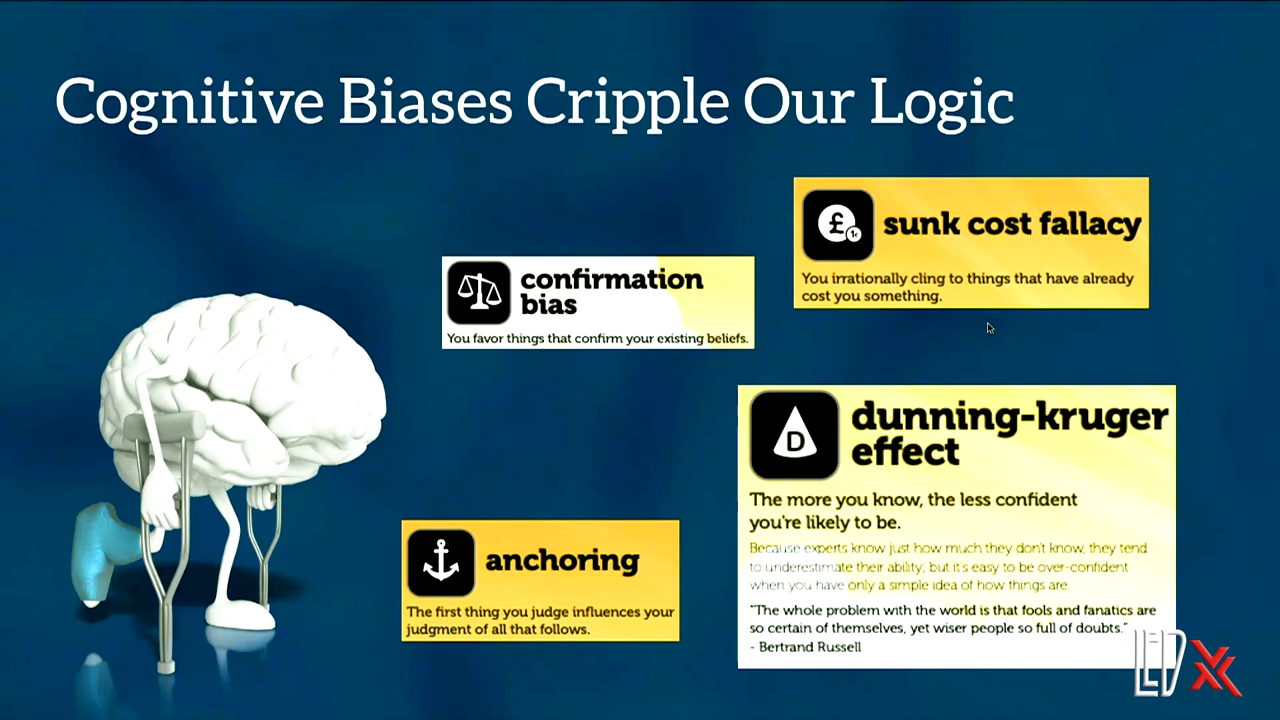 Cognitive Biases Cripple Our Logic
£
1c
sunk cost fallacy
You irrationally cling to things that have already
cost you something.
confirmation
bias
You favor things that confirm your existing beliefs.
D
dunning-kruger
effect
The more you know, the less confident
you're likely to be.
Because experts know just how much they don't know, they tend
to underestimate their ability; but it's easy to be over-confident
when you have only a simple idea of how things are.
"The whole problem with the world is that fools and fanatics are
so certain of themselves, yet wiser people so full of doubts."
- Bertrand Russell
anchoring
The first thing you judge influences your
judgment of all that follows.